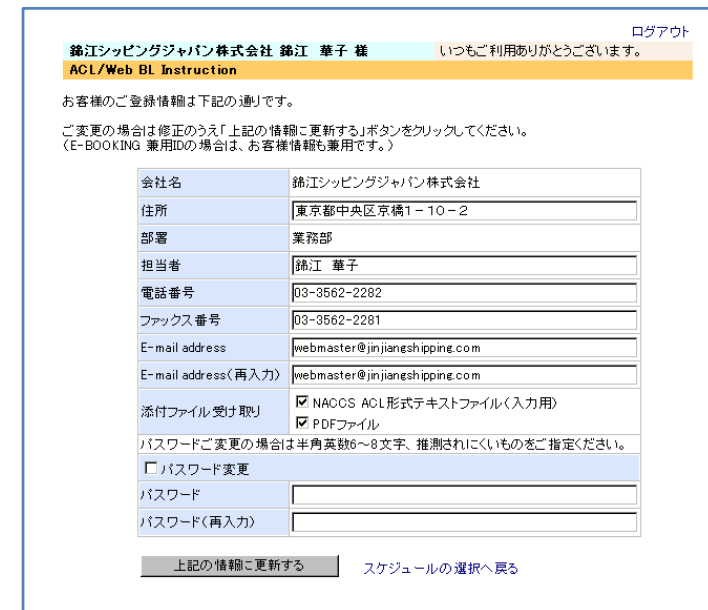 ログアウト
錦江シッピングジャパン株式会社 錦江 華子 様 いつもご利用ありがとうございます。
ACL/Web BL Instruction
お客様のご登録情報は下記の通りです。
ご変更の場合は修正のうえ「上記の情報に更新する」ボタンをクリックしてください。
(E-BOOKING 兼用IDの場合は、お客様情報も兼用です。)
会社名 錦江シッピングジャパン株式会社
住所 東京都中央区京橋1-10-2
部署 業務部
担当者 錦江 華子
電話番号 03-3562-2282
ファックス番号 03-3562-2281
E-mail address webmaster@jinjiangshipping.com
E-mail address(再入力) webmaster@jinjiangshipping.com
添付ファイル受け取り
NACCS ACL形式テキストファイル(入力用)
PDFファイル
パスワードご変更の場合は半角英数6~8文字、推測されにくいものをご指定ください。
パスワード変更
パスワード
パスワード(再入力)
上記の情報に更新する スケジュールの選択へ戻る